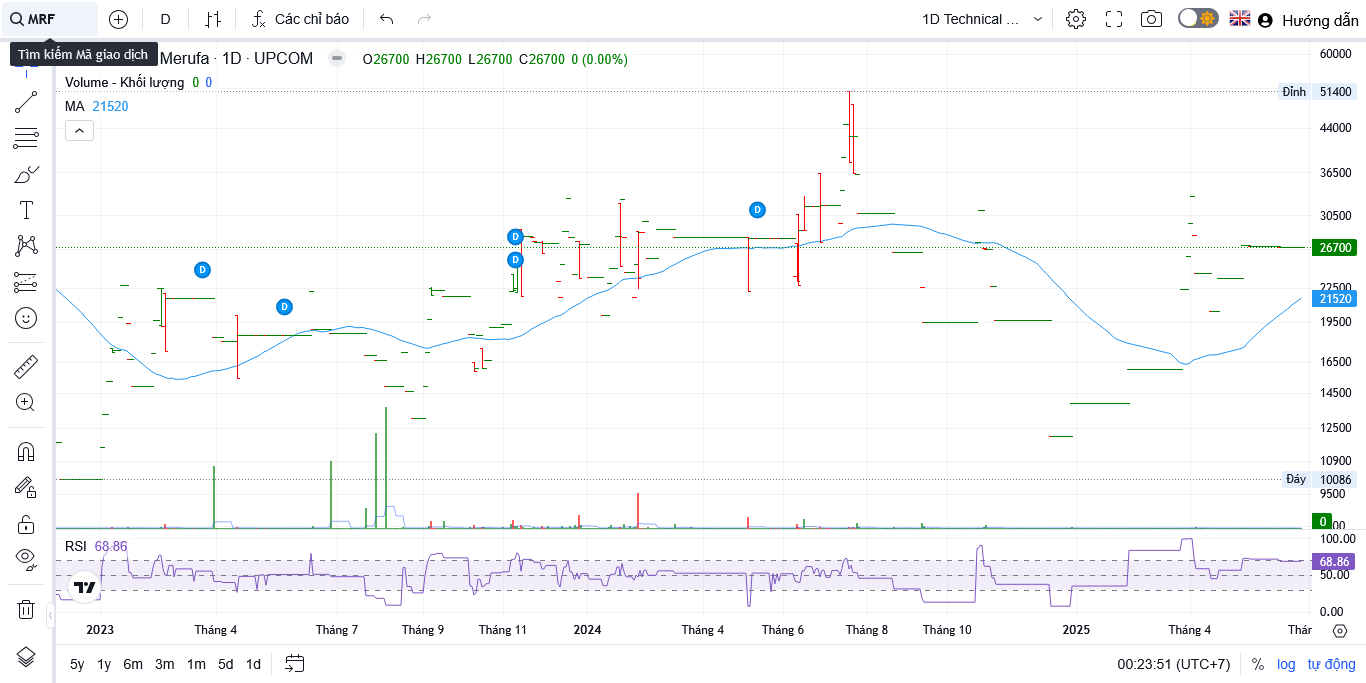 MRF D Các chỉ báo 1D Technical ... Hướng dẫn
Tìm kiếm Mã giao dịch
Merufa · 1D · UPCOM O26700 H26700 L26700 C26700 0 (0.00%)
Volume - Khối lượng 0 0
MA 21520
60000
Đỉnh 51400
44000
36500
30500
26700
22500
21520
19500
16500
14500
12500
10900
Đáy 10086
9500
0
D
D
D
D
D
RSI 68.86
100.00
68.86
50.00
0.00
2023 Tháng 4 Tháng 7 Tháng 9 Tháng 11 2024 Tháng 4 Tháng 6 Tháng 8 Tháng 10 2025 Tháng 4 Thár
5y 1y 6m 3m 1m 5d 1d 00:23:51 (UTC+7) % log tự động